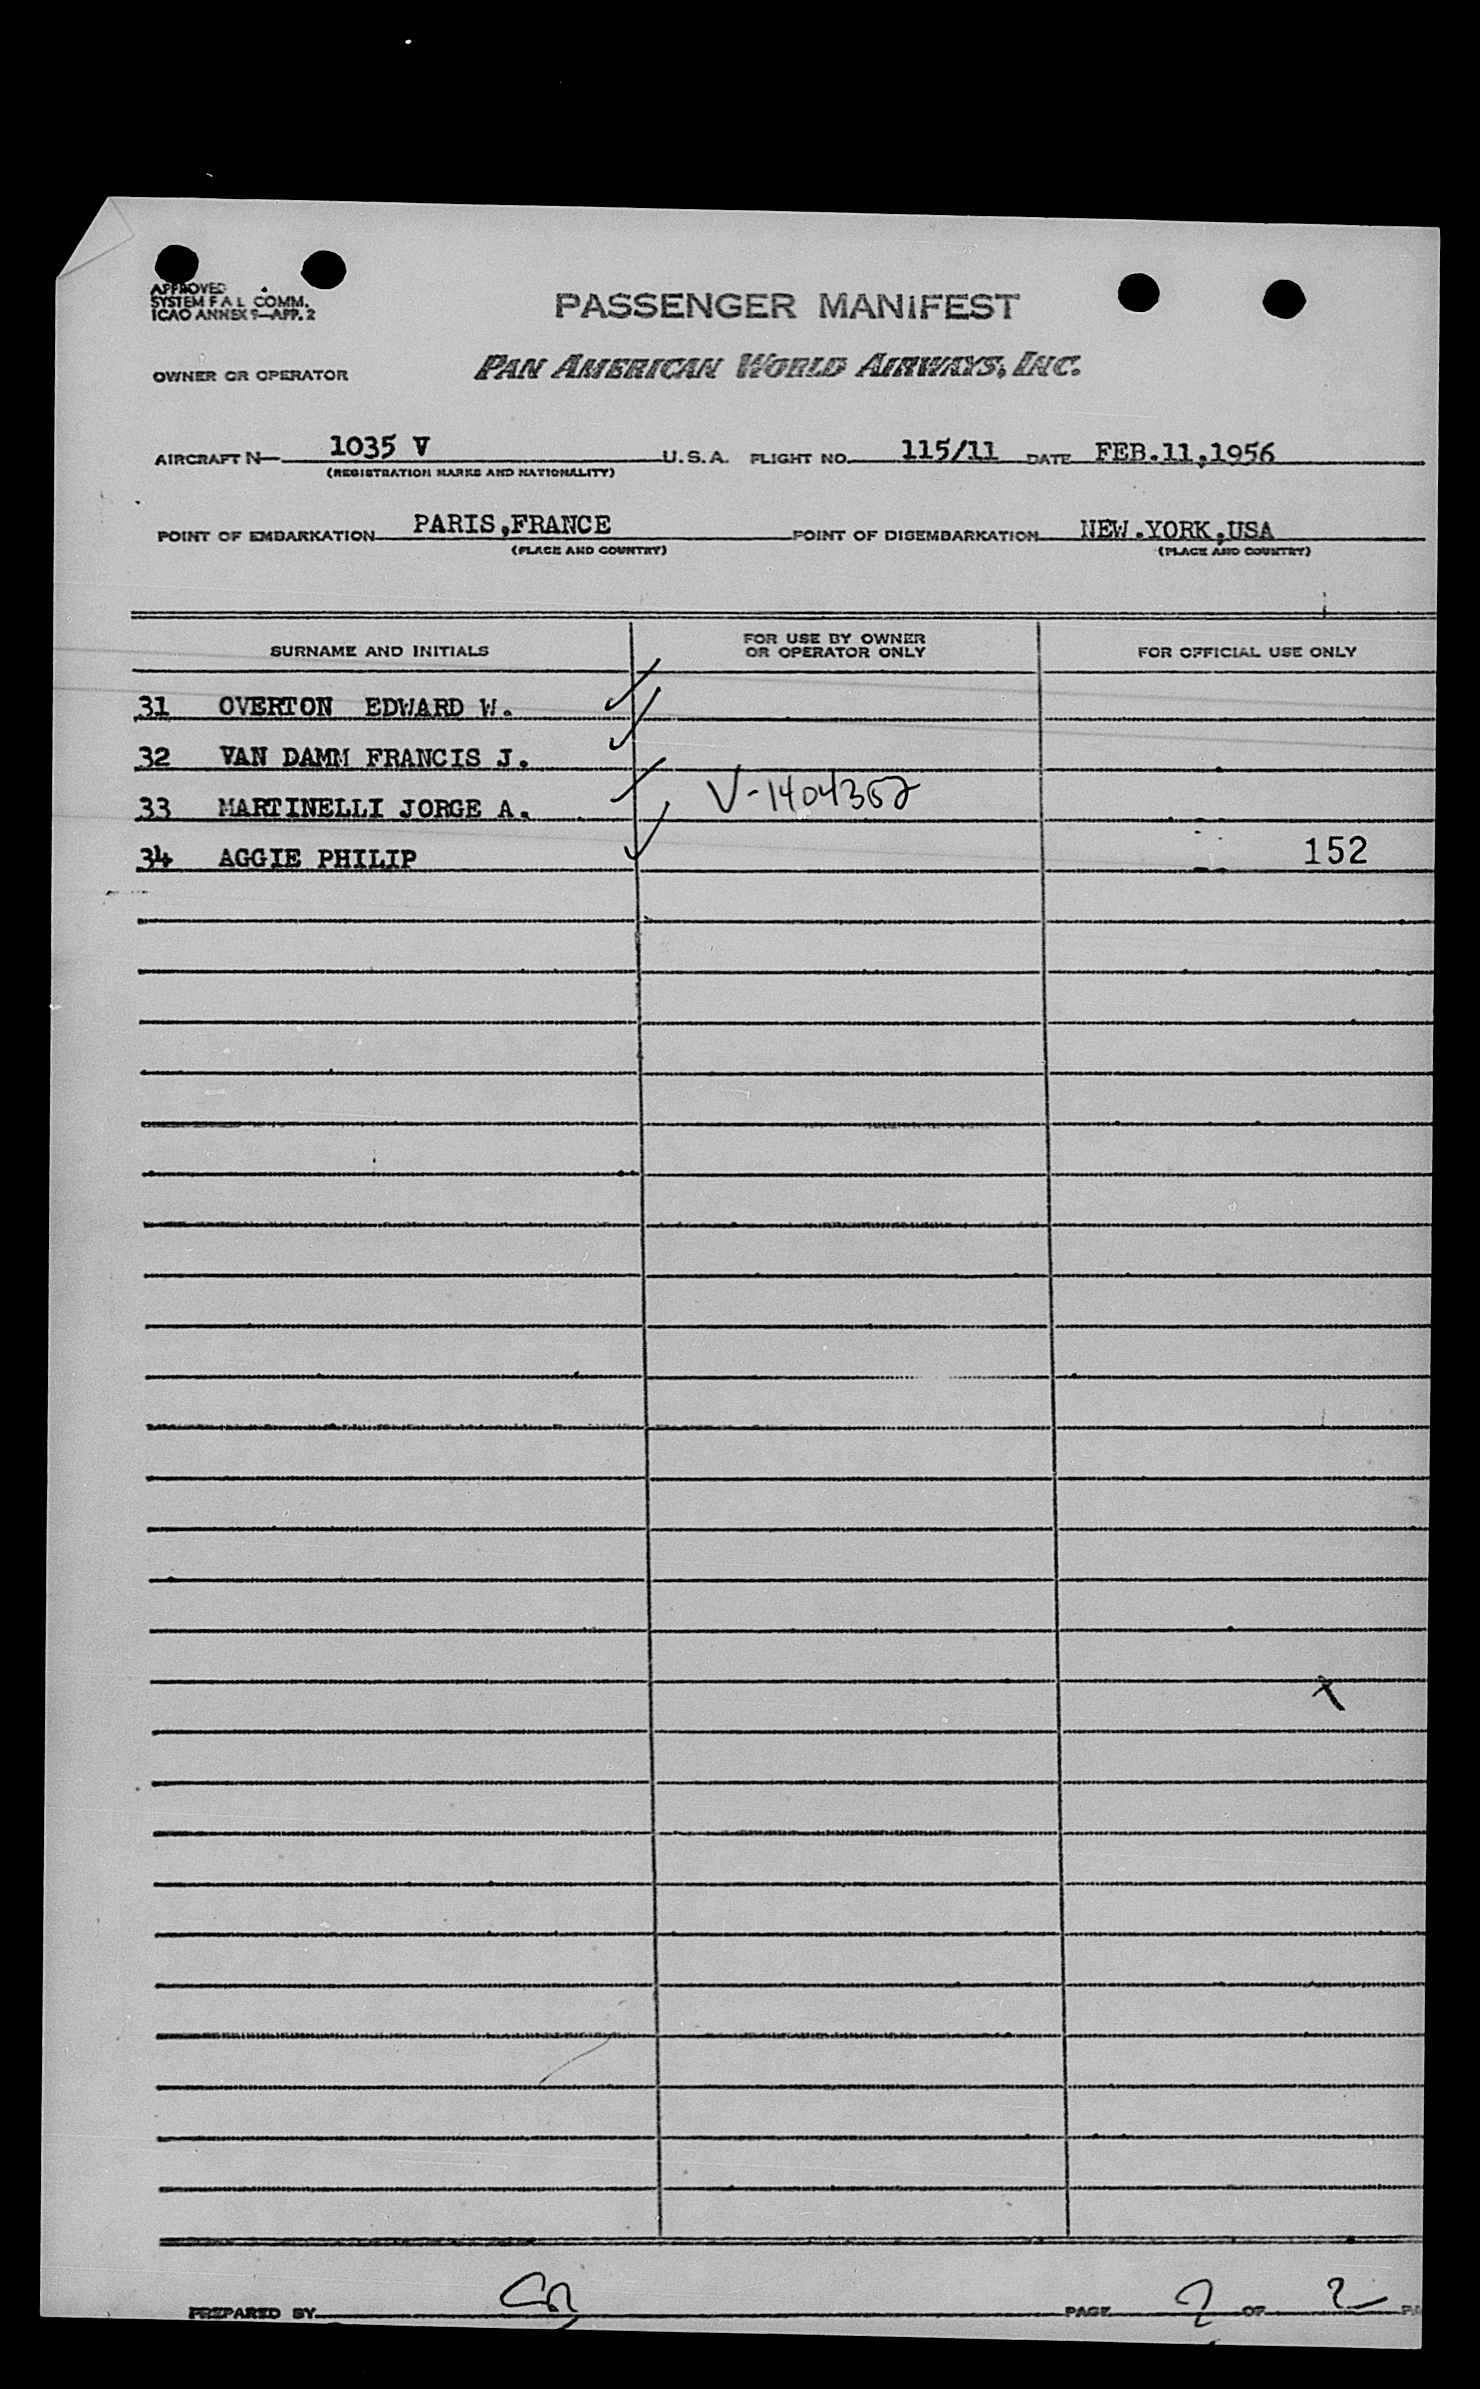 APPROVED
SYSTEM F A L COMM.
ICAO ANNEX 9—APP. 2
PASSENGER MANIFEST
OWNER OR OPERATOR PAN AMERICAN WORLD AIRWAYS, INC.
AIRCRAFT N— 1035 V U.S.A. FLIGHT NO. 115/11 DATE FEB.11,1956
(REGISTRATION MARKS AND NATIONALITY)
POINT OF EMBARKATION PARIS,FRANCE POINT OF DISEMBARKATION NEW.YORK,USA
(PLACE AND COUNTRY) (PLACE AND COUNTRY)
SURNAME AND INITIALS FOR USE BY OWNER OR OPERATOR ONLY FOR OFFICIAL USE ONLY
31 OVERTON EDWARD W.
32 VAN DAMM FRANCIS J.
33 MARTINELLI JORGE A. V-1404352
34 AGGIE PHILIP 152
PREPARED BY PAGE 2 OF 2